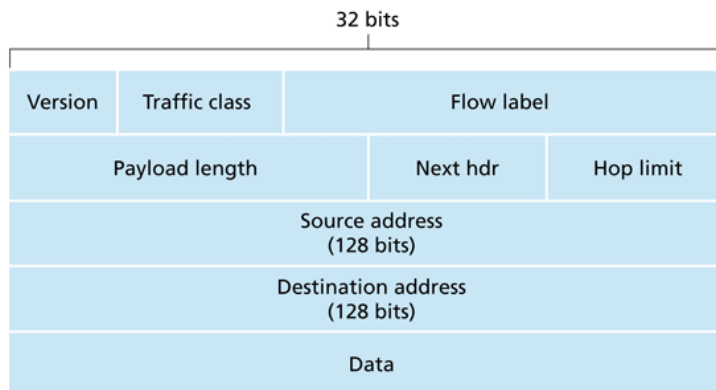 32 bits
Version Traffic class Flow label
Payload length Next hdr Hop limit
Source address
(128 bits)
Destination address
(128 bits)
Data